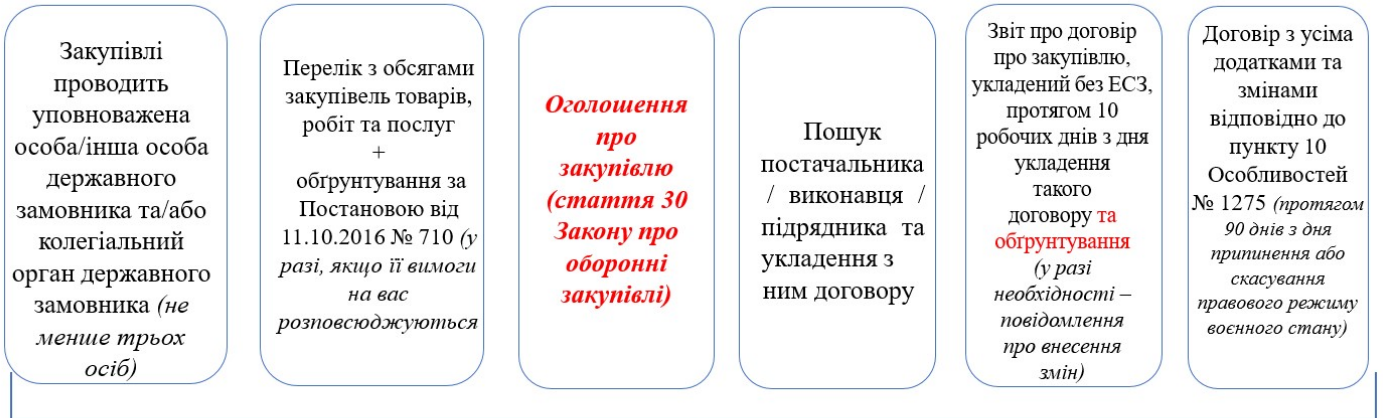 Закупівлі
проводить
уповноважена
особа/інша особа
державного
замовника та/або
колегіальний
орган державного
замовника (не
менше трьох
осіб)
Перелік з обсягами
закупівель товарів,
робіт та послуг
+
обґрунтування за
Постановою від
11.10.2016 № 710 (у
разі, якщо її вимоги
на вас
розповсюджуються
Оголошення
про
закупівлю
(стаття 30
Закону про
оборонні
закупівлі)
Пошук
постачальника
/ виконавця /
підрядника та
укладення з
ним договору
Звіт про договір
про закупівлю,
укладений без ЕСЗ,
протягом 10
робочих днів з дня
укладення
такого
договору та
обґрунтування
(у разі
необхідності –
повідомлення
про внесення
змін)
Договір з усіма
додатками та
змінами
відповідно до
пункту 10
Особливостей
№ 1275 (протягом
90 днів з дня
припинення або
скасування
правового режиму
воєнного стану)